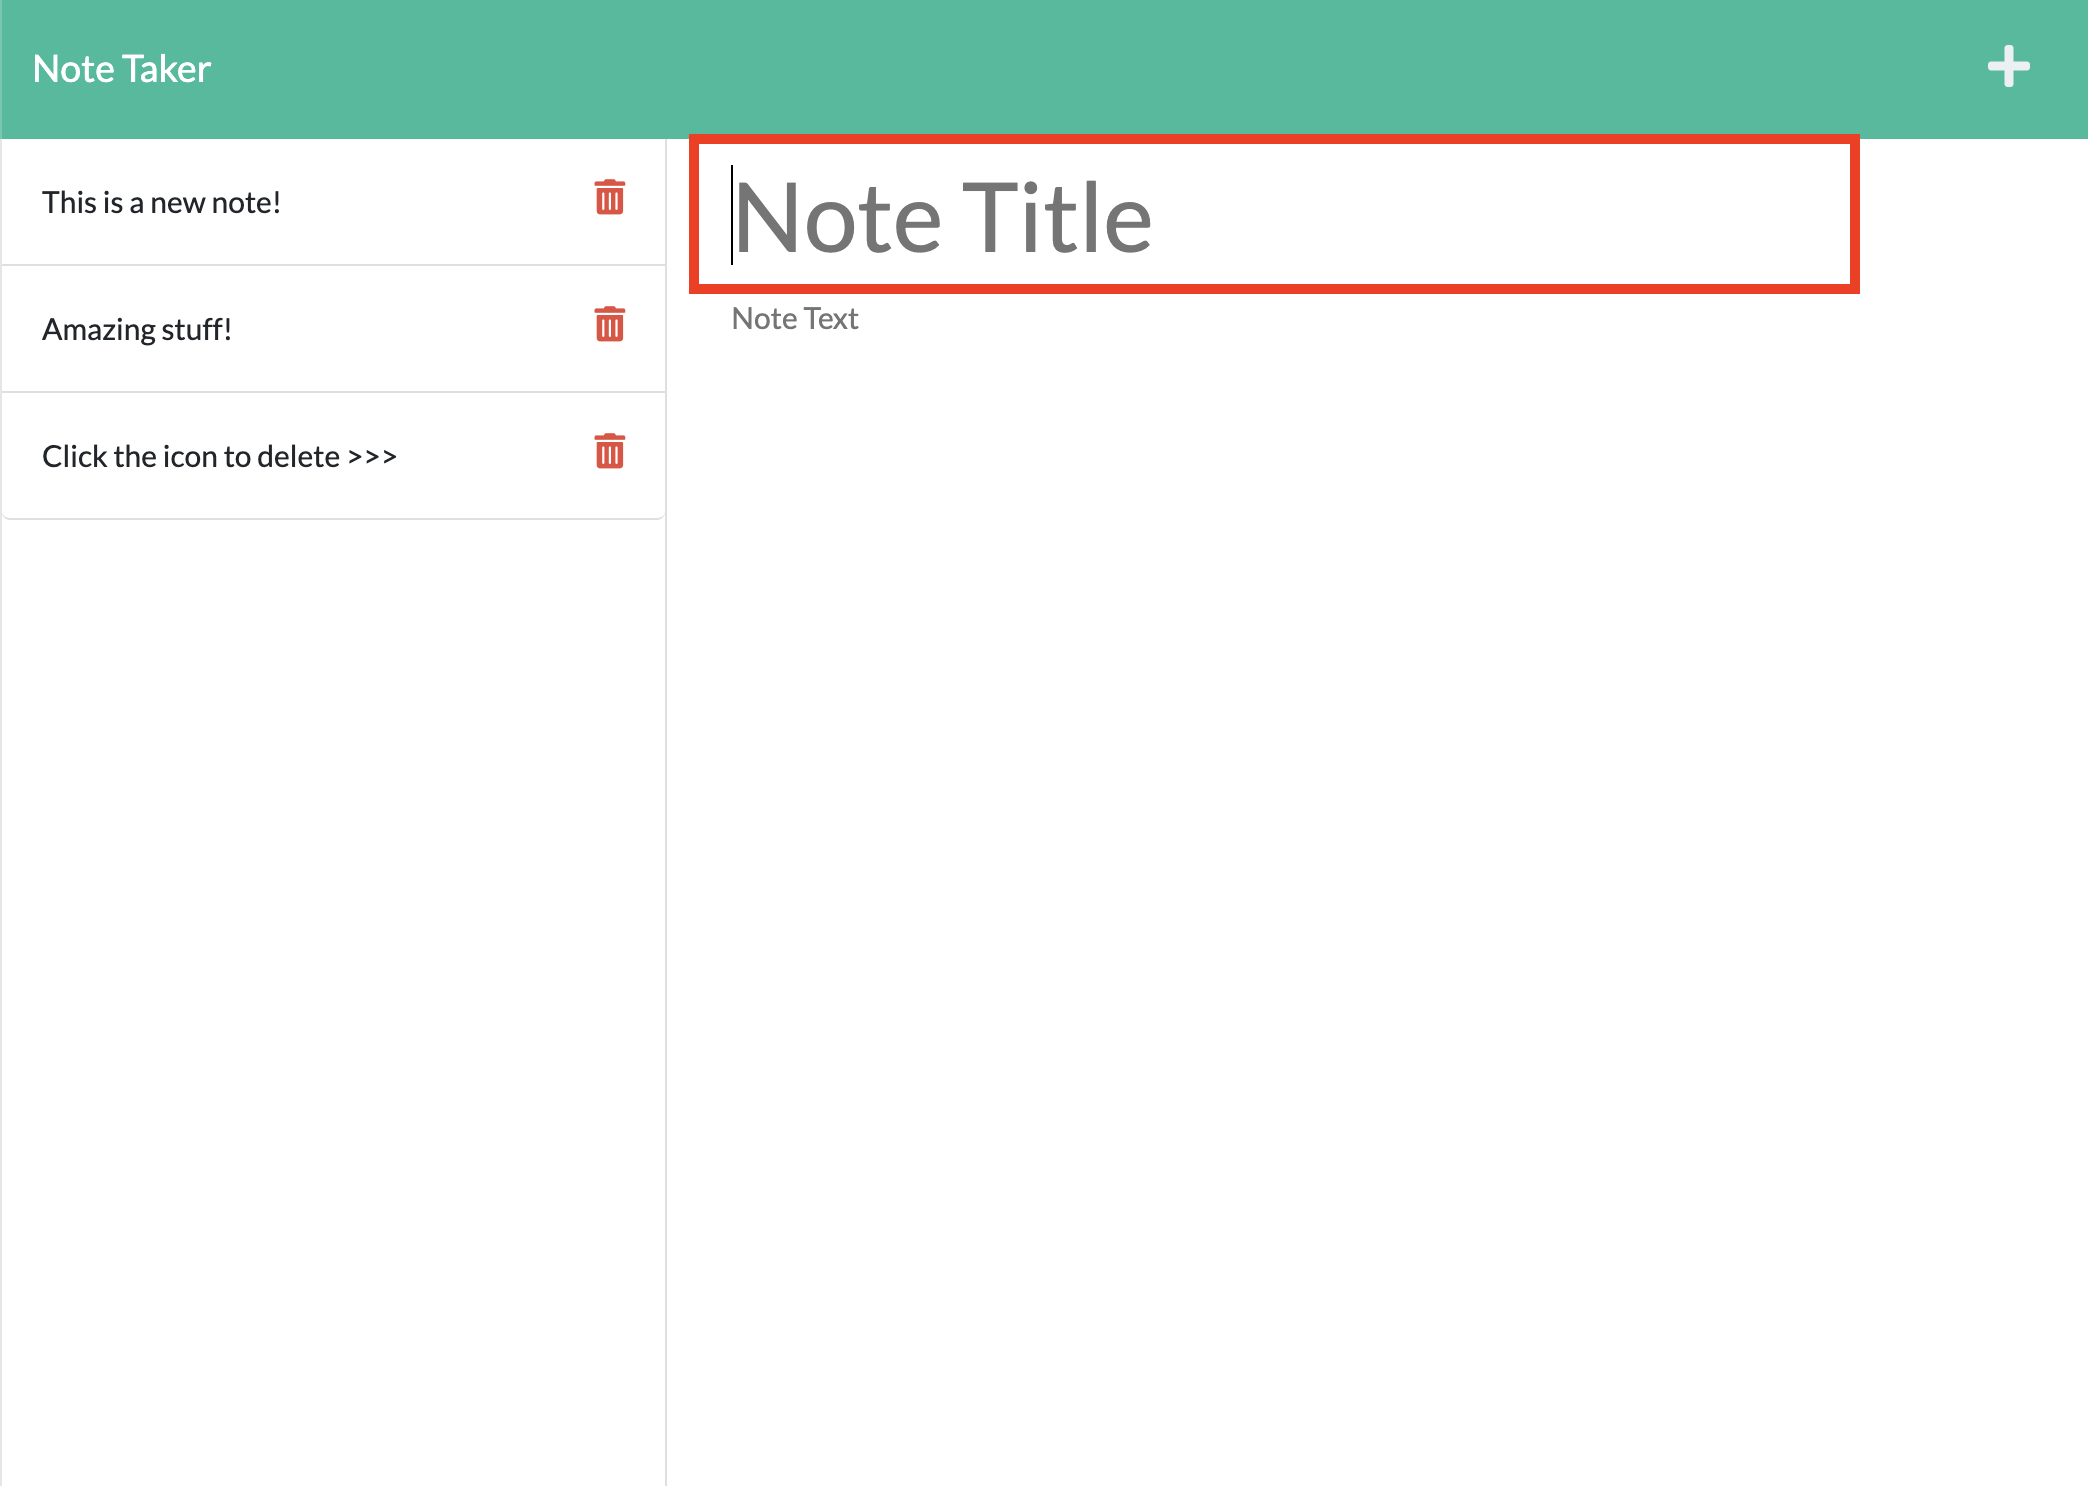 Note Taker
This is a new note!
Amazing stuff!
Click the icon to delete >>>
Note Title
Note Text